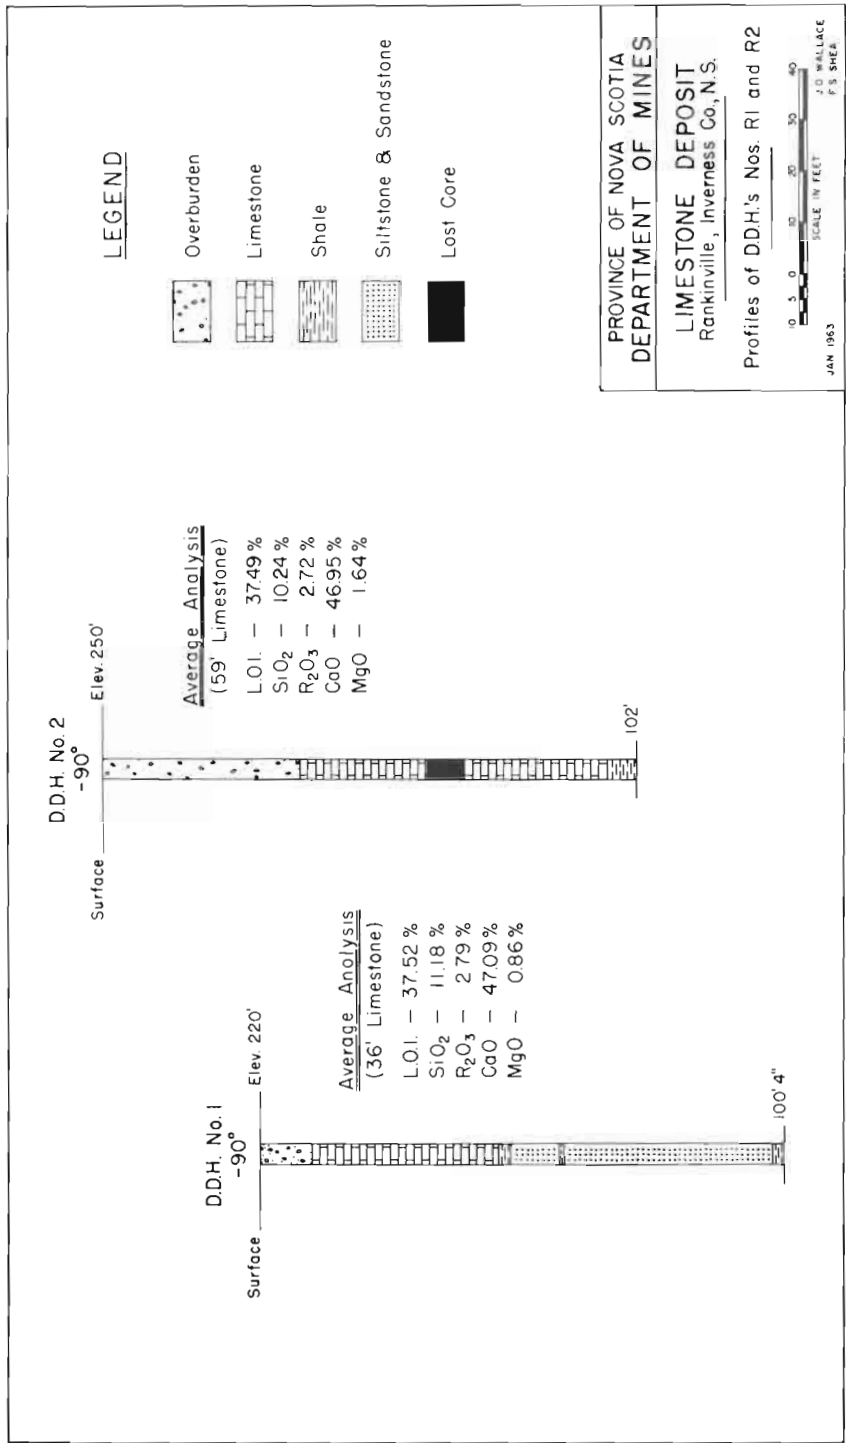 D.D.H. No. 1
-90°
Surface
Elev. 220'
100' 4"
Average Analysis
(36' Limestone)
L.O.I. – 37.52 %
SiO₂ – 11.18 %
R₂O₃ – 2.79 %
CaO – 47.09 %
MgO – 0.86 %
D.D.H. No. 2
-90°
Surface
Elev. 250'
102'
Average Analysis
(59' Limestone)
L.O.I. – 37.49 %
SiO₂ – 10.24 %
R₂O₃ – 2.72 %
CaO – 46.95 %
MgO – 1.64 %
LEGEND
Overburden
Limestone
Shale
Siltstone & Sandstone
Lost Core
PROVINCE OF NOVA SCOTIA
DEPARTMENT OF MINES
LIMESTONE DEPOSIT
Rankinville, Inverness Co., N.S.
Profiles of D.D.H.'s Nos. R1 and R2
10 5 0 10 20 30 40
SCALE IN FEET
JAN 1963
J D WALLACE
F S SHEA